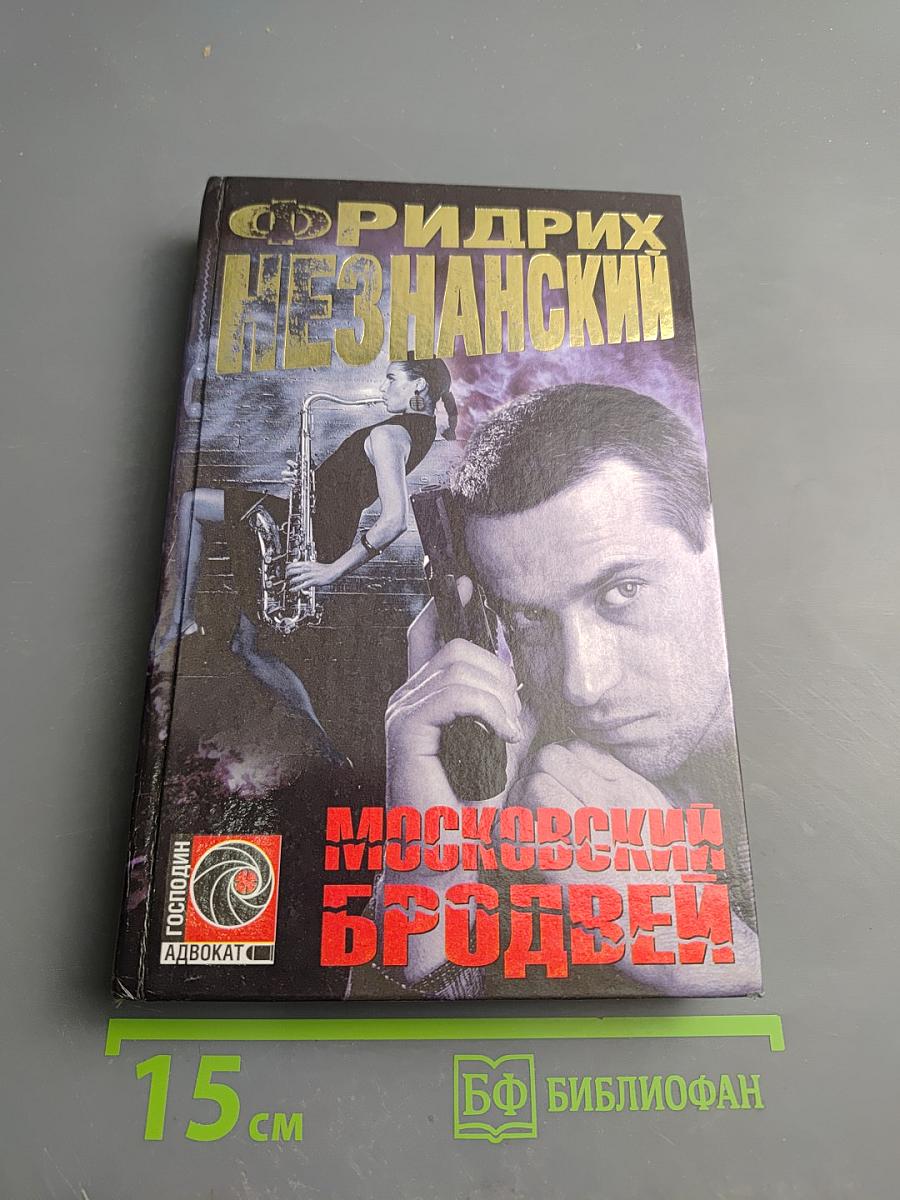 ФРИДРИХ
НЕЗНАНСКИЙ
МОСКОВСКИЙ
БРОДВЕЙ
ГОСПОДИН
АДВОКАТ
15 см
БФ БИБЛИОФАН